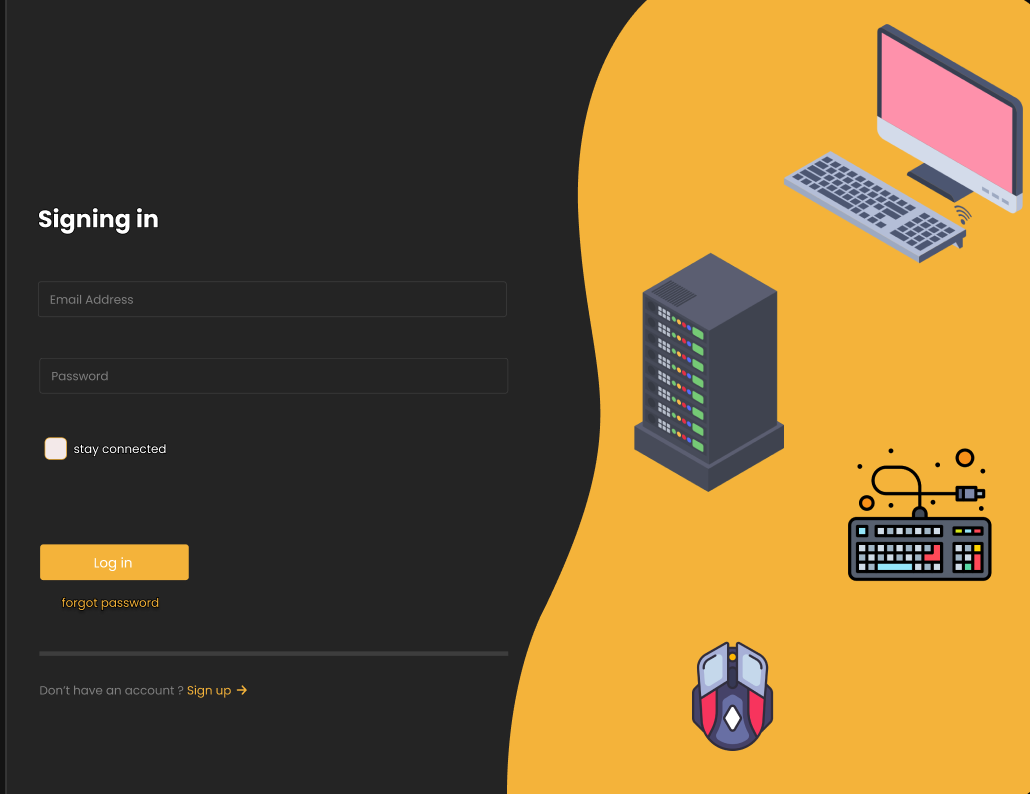 Signing in
Email Address
Password
stay connected
Log in
forgot password
Don't have an account ? Sign up →